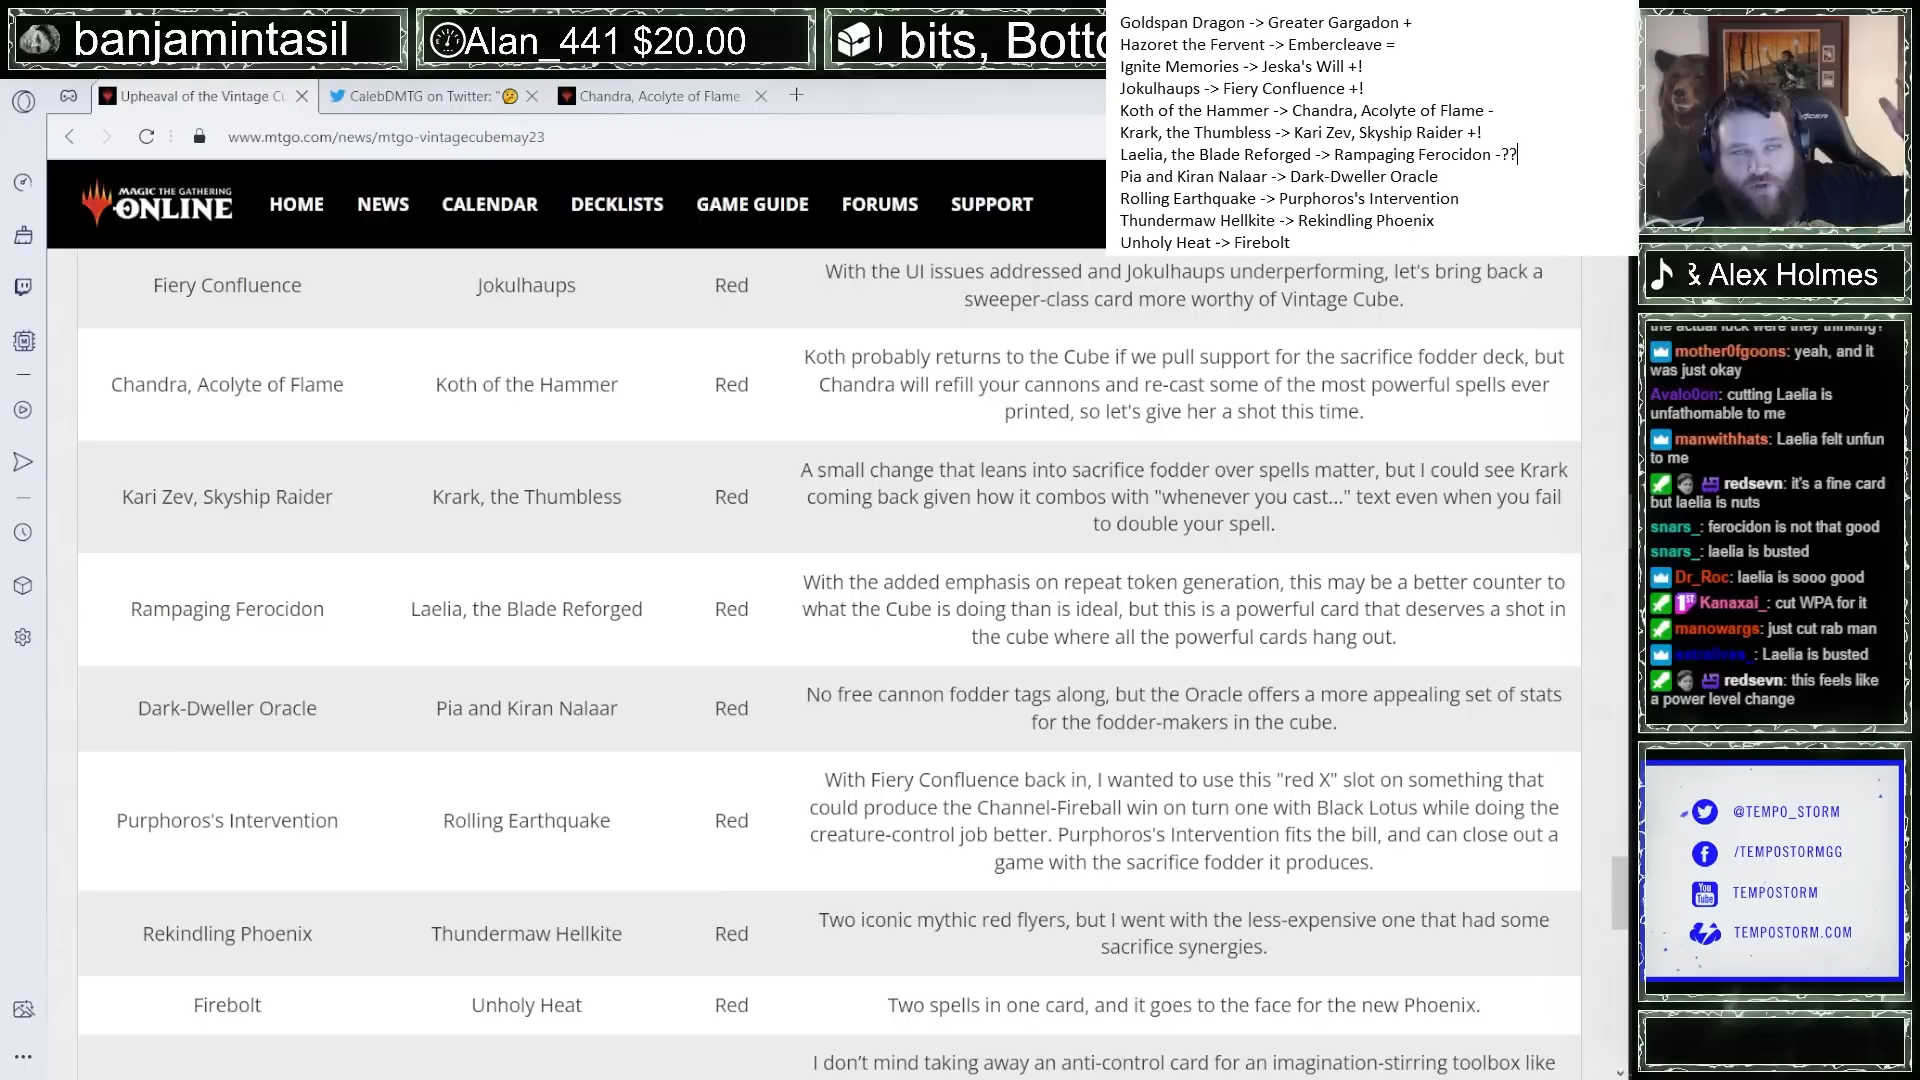 banjamintasil
Alan_441 $20.00
bits, Botto
Goldspan Dragon -> Greater Gargadon +
Hazoret the Fervent -> Embercleave =
Ignite Memories -> Jeska's Will +!
Jokulhaups -> Fiery Confluence +!
Koth of the Hammer -> Chandra, Acolyte of Flame -
Krark, the Thumbless -> Kari Zev, Skyship Raider +!
Laelia, the Blade Reforged -> Rampaging Ferocidon -??
Pia and Kiran Nalaar -> Dark-Dweller Oracle
Rolling Earthquake -> Purphoros's Intervention
Thundermaw Hellkite -> Rekindling Phoenix
Unholy Heat -> Firebolt
Upheaval of the Vintage Cu
CalebDMTG on Twitter: "🤔
Chandra, Acolyte of Flame
www.mtgo.com/news/mtgo-vintagecubemay23
MAGIC THE GATHERING
ONLINE
HOME NEWS CALENDAR DECKLISTS GAME GUIDE FORUMS SUPPORT
Fiery Confluence Jokulhaups Red
With the UI issues addressed and Jokulhaups underperforming, let's bring back a
sweeper-class card more worthy of Vintage Cube.
Chandra, Acolyte of Flame Koth of the Hammer Red
Koth probably returns to the Cube if we pull support for the sacrifice fodder deck, but
Chandra will refill your cannons and re-cast some of the most powerful spells ever
printed, so let's give her a shot this time.
Kari Zev, Skyship Raider Krark, the Thumbless Red
A small change that leans into sacrifice fodder over spells matter, but I could see Krark
coming back given how it combos with "whenever you cast..." text even when you fail
to double your spell.
Rampaging Ferocidon Laelia, the Blade Reforged Red
With the added emphasis on repeat token generation, this may be a better counter to
what the Cube is doing than is ideal, but this is a powerful card that deserves a shot in
the cube where all the powerful cards hang out.
Dark-Dweller Oracle Pia and Kiran Nalaar Red
No free cannon fodder tags along, but the Oracle offers a more appealing set of stats
for the fodder-makers in the cube.
Purphoros's Intervention Rolling Earthquake Red
With Fiery Confluence back in, I wanted to use this "red X" slot on something that
could produce the Channel-Fireball win on turn one with Black Lotus while doing the
creature-control job better. Purphoros's Intervention fits the bill, and can close out a
game with the sacrifice fodder it produces.
Rekindling Phoenix Thundermaw Hellkite Red
Two iconic mythic red flyers, but I went with the less-expensive one that had some
sacrifice synergies.
Firebolt Unholy Heat Red
Two spells in one card, and it goes to the face for the new Phoenix.
I don't mind taking away an anti-control card for an imagination-stirring toolbox like
& Alex Holmes
the actual fuck were they thinking?
mother0fgoons: yeah, and it
was just okay
Avalo0on: cutting Laelia is
unfathomable to me
manwithhats: Laelia felt unfun
to me
redsevn: it's a fine card
but laelia is nuts
snars_: ferocidon is not that good
snars_: laelia is busted
Dr_Roc: laelia is sooo good
Kanaxai_: cut WPA for it
manowargs: just cut rab man
Laelia is busted
redsevn: this feels like
a power level change
@TEMPO_STORM
/TEMPOSTORMGG
TEMPOSTORM
TEMPOSTORM.COM